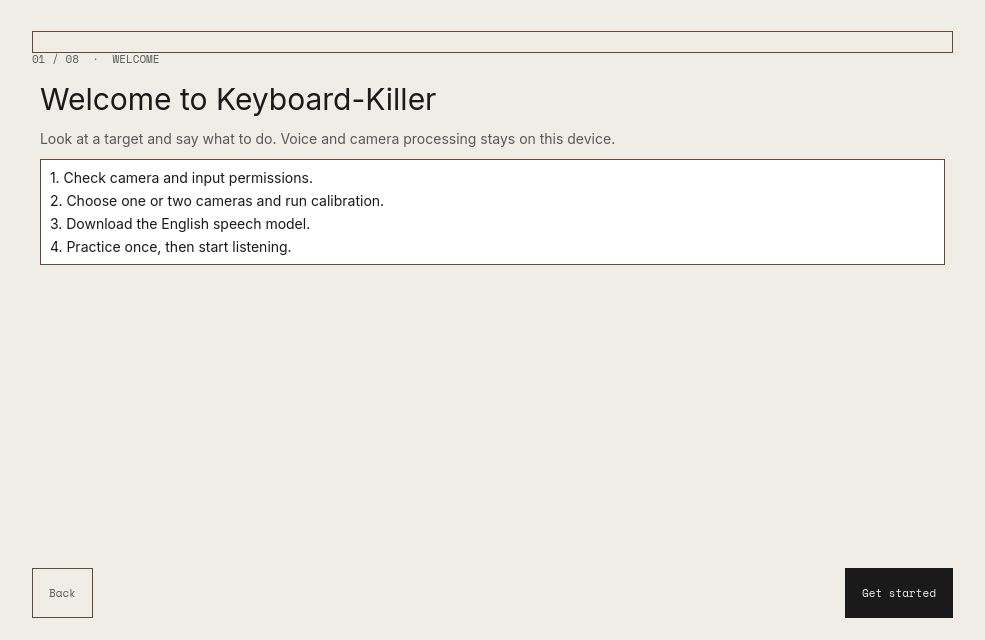 01 / 08 · WELCOME
Welcome to Keyboard-Killer
Look at a target and say what to do. Voice and camera processing stays on this device.
1. Check camera and input permissions.
2. Choose one or two cameras and run calibration.
3. Download the English speech model.
4. Practice once, then start listening.
Back
Get started